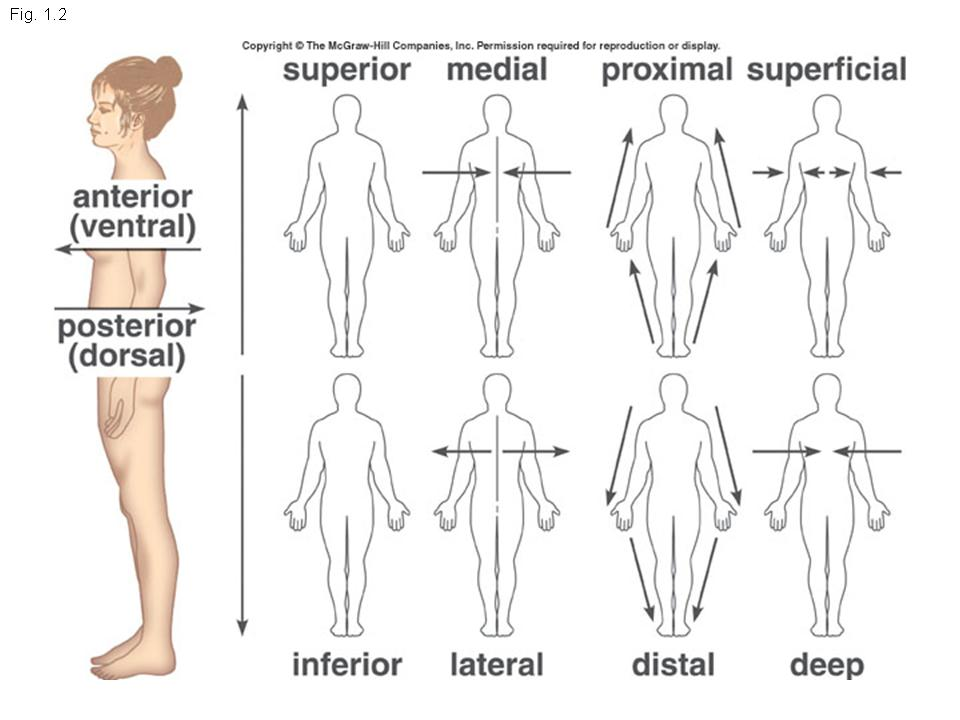 Fig. 1.2
Copyright © The McGraw-Hill Companies, Inc. Permission required for reproduction or display.
superior medial proximal superficial
anterior
(ventral)
posterior
(dorsal)
inferior lateral distal deep